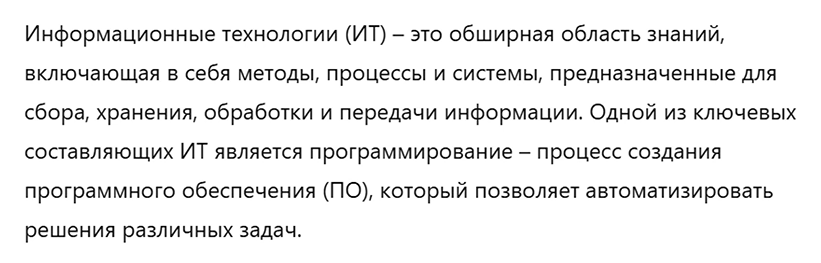 Информационные технологии (ИТ) – это обширная область знаний,
включающая в себя методы, процессы и системы, предназначенные для
сбора, хранения, обработки и передачи информации. Одной из ключевых
составляющих ИТ является программирование – процесс создания
программного обеспечения (ПО), который позволяет автоматизировать
решения различных задач.